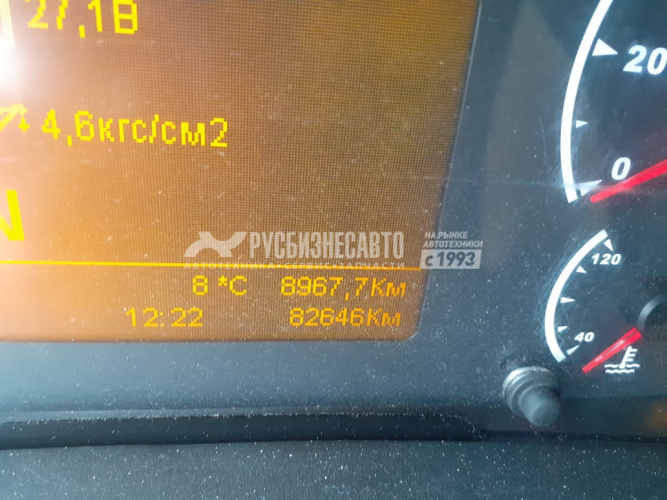 27,1В
4,6кгс/см2
N
РУСБИЗНЕСАВТО
НА РЫНКЕ
АВТОТЕХНИКИ
с 1993
8 °C 8967,7Км
12:22 82646Км
20
0
120
40